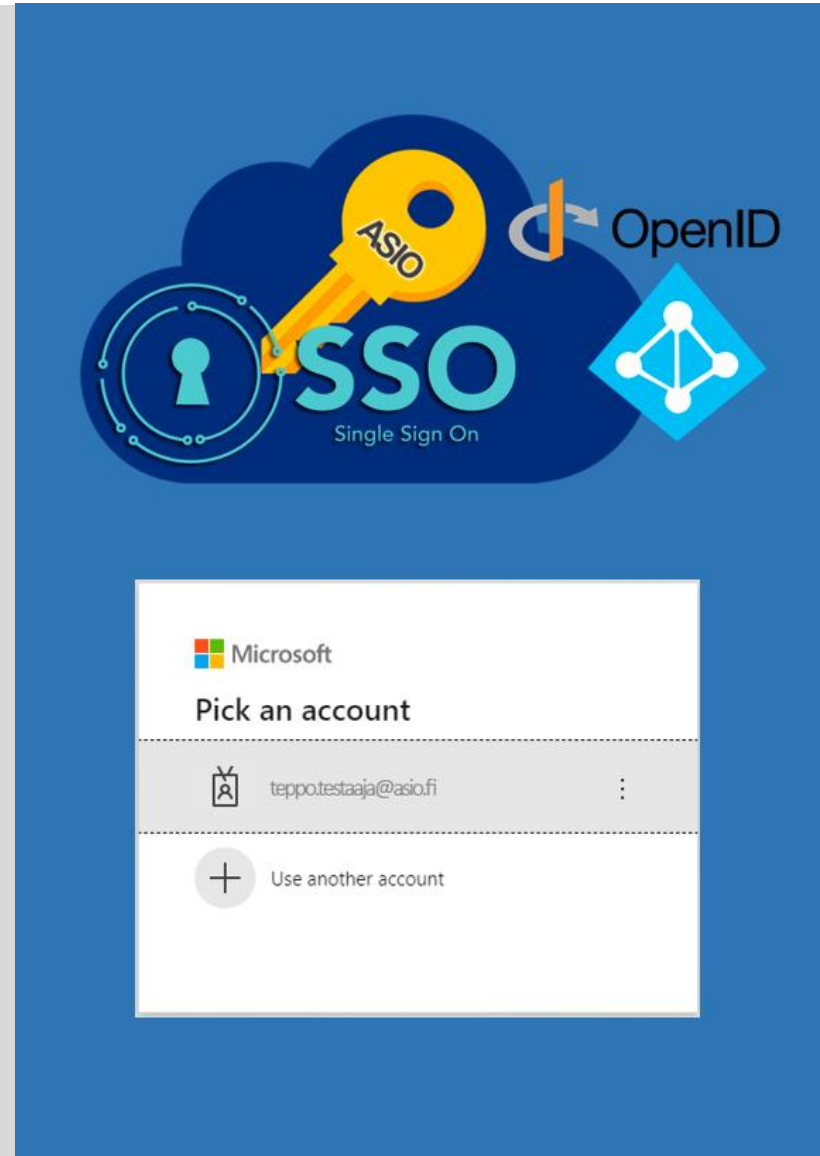 ASIO
OpenID
SSO
Single Sign On
Microsoft
Pick an account
teppo.testaaja@asio.fi
Use another account